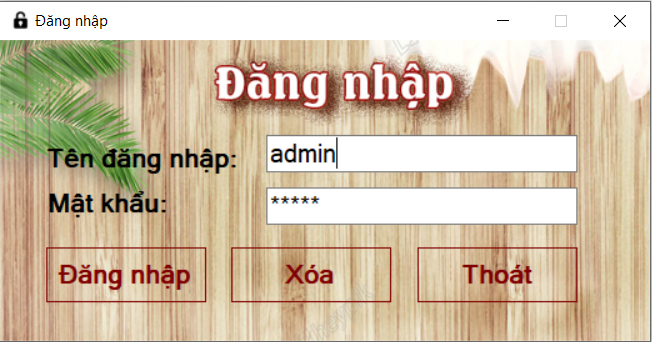 Đăng nhập
Đăng nhập
Tên đăng nhập: admin
Mật khẩu: *****
Đăng nhập Xóa Thoát